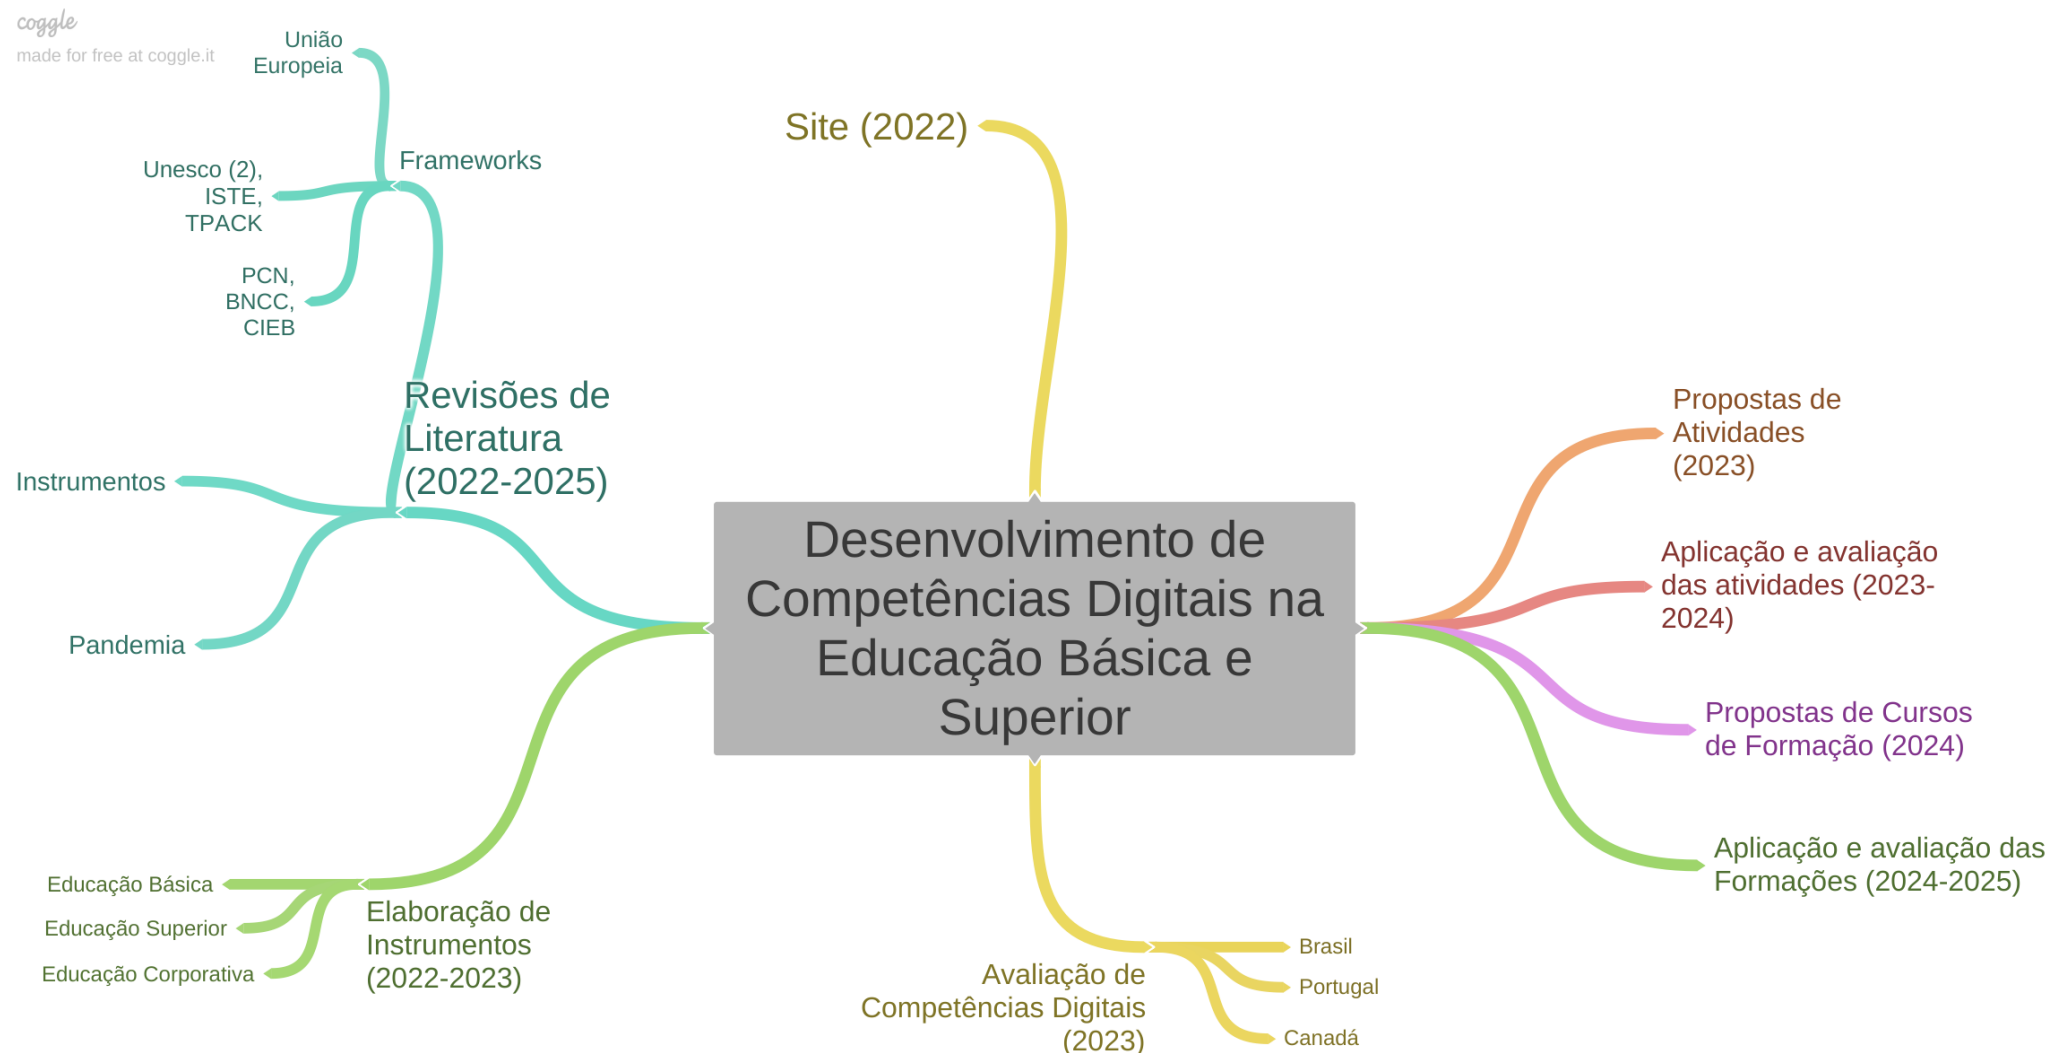 coggle
made for free at coggle.it
União
Europeia
Frameworks
Unesco (2),
ISTE,
TPACK
PCN,
BNCC,
CIEB
Revisões de
Literatura
(2022-2025)
Instrumentos
Pandemia
Site (2022)
Desenvolvimento de
Competências Digitais na
Educação Básica e
Superior
Propostas de
Atividades
(2023)
Aplicação e avaliação
das atividades (2023-
2024)
Propostas de Cursos
de Formação (2024)
Aplicação e avaliação das
Formações (2024-2025)
Educação Básica
Educação Superior
Educação Corporativa
Elaboração de
Instrumentos
(2022-2023)
Avaliação de
Competências Digitais
(2023)
Brasil
Portugal
Canadá